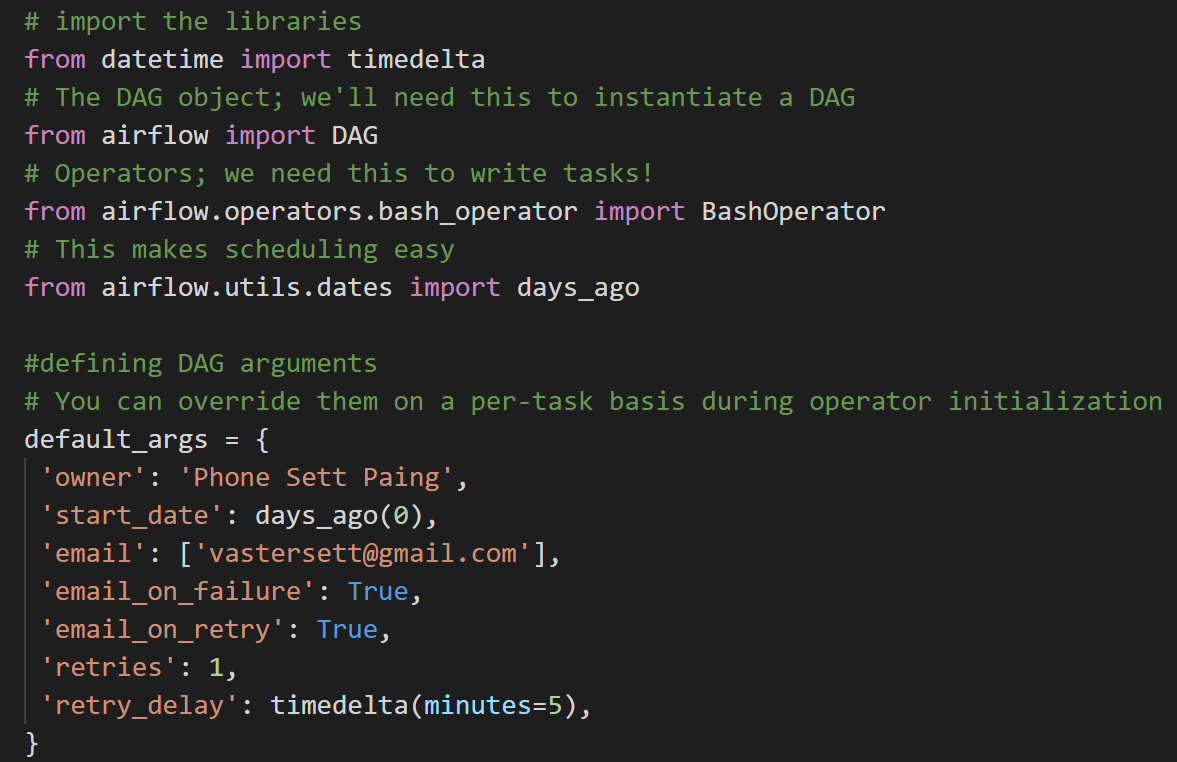 # import the libraries
from datetime import timedelta
# The DAG object; we'll need this to instantiate a DAG
from airflow import DAG
# Operators; we need this to write tasks!
from airflow.operators.bash_operator import BashOperator
# This makes scheduling easy
from airflow.utils.dates import days_ago

#defining DAG arguments
# You can override them on a per-task basis during operator initialization
default_args = {
 'owner': 'Phone Sett Paing',
 'start_date': days_ago(0),
 'email': ['vastersett@gmail.com'],
 'email_on_failure': True,
 'email_on_retry': True,
 'retries': 1,
 'retry_delay': timedelta(minutes=5),
}